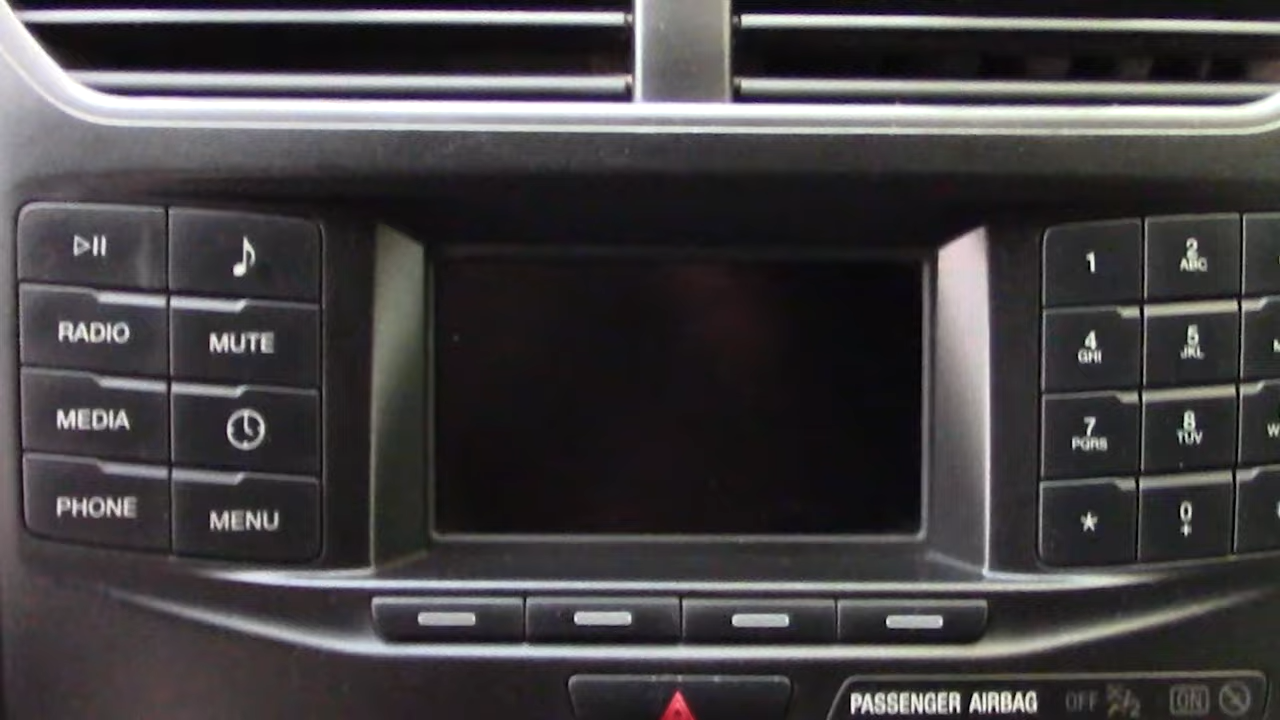 RADIO
MUTE
MEDIA
PHONE
MENU
1
2
ABC
4
GHI
5
JKL
7
PQRS
8
TUV
W
*
0
+
PASSENGER AIRBAG OFF ON